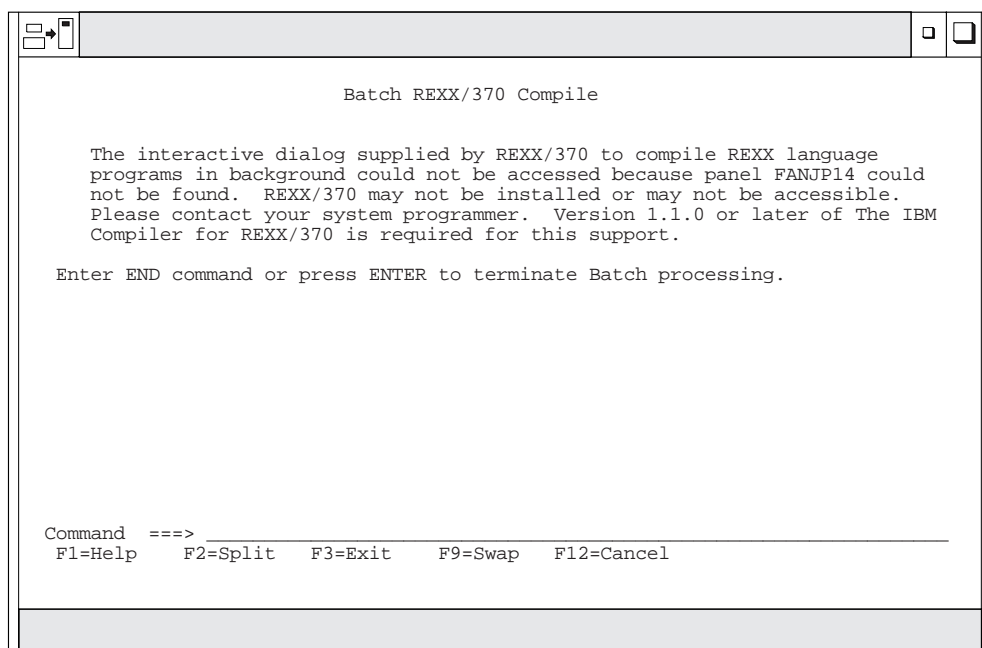 Batch REXX/370 Compile
The interactive dialog supplied by REXX/370 to compile REXX language
programs in background could not be accessed because panel FANJP14 could
not be found.  REXX/370 may not be installed or may not be accessible.
Please contact your system programmer.  Version 1.1.0 or later of The IBM
Compiler for REXX/370 is required for this support.
Enter END command or press ENTER to terminate Batch processing.
Command ===> ________________________________________________
F1=Help F2=Split F3=Exit F9=Swap F12=Cancel